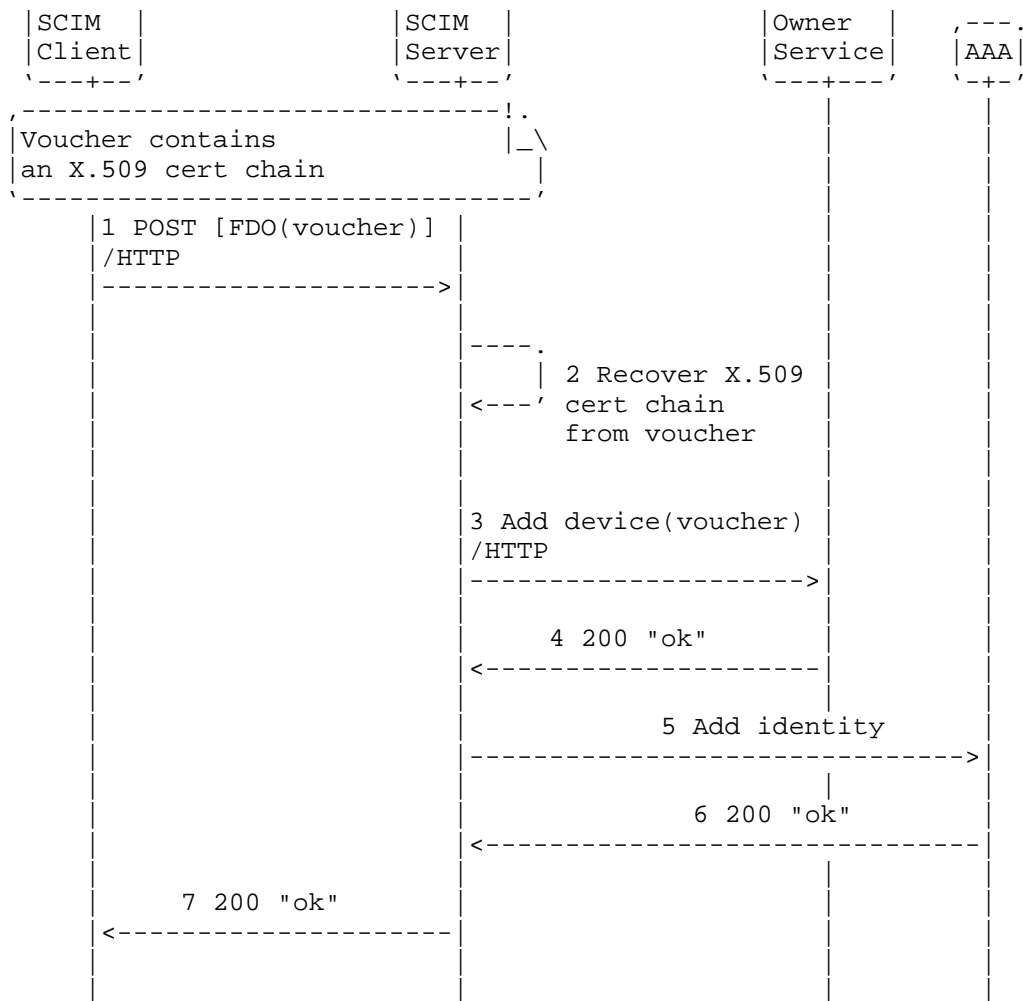 SCIM SCIM Owner
Client Server Service AAA
Voucher contains
an X.509 cert chain
1 POST [FDO(voucher)]
/HTTP
2 Recover X.509
cert chain
from voucher
3 Add device(voucher)
/HTTP
4 200 "ok"
5 Add identity
6 200 "ok"
7 200 "ok"